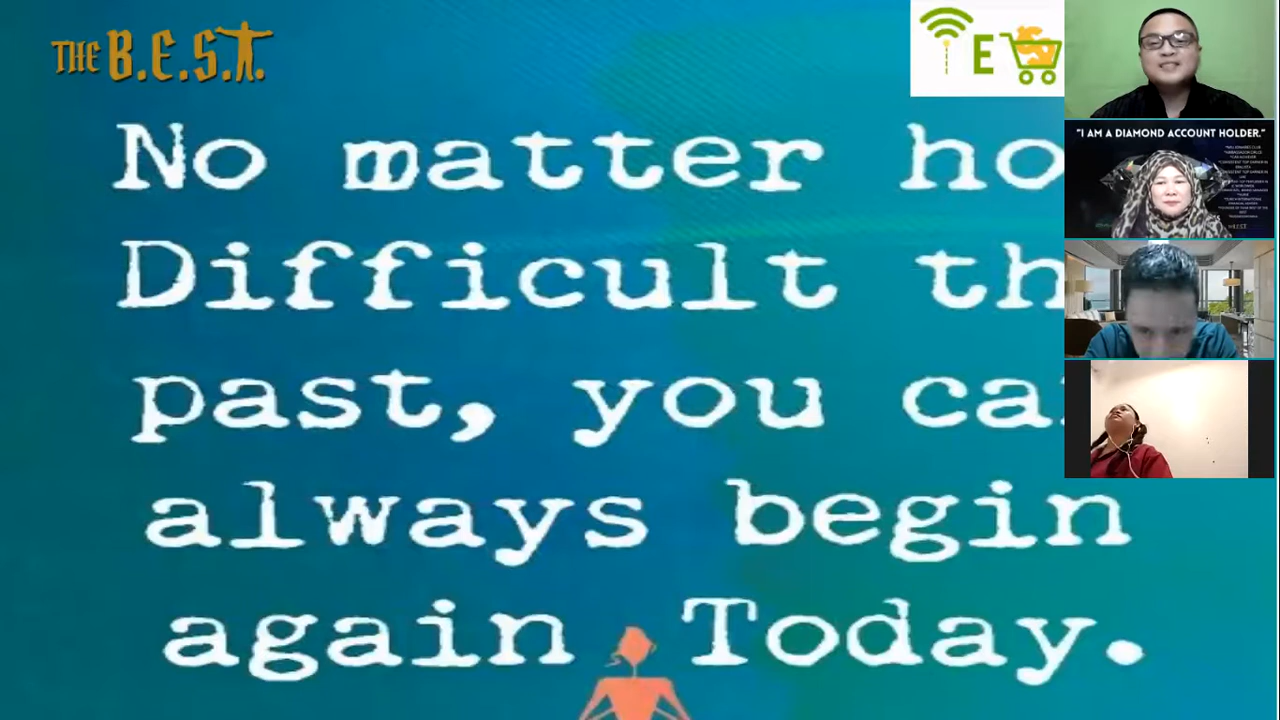 THE B.E.S.T.
E
No matter ho
Difficult th
past, you ca
always begin
again Today.
"I AM A DIAMOND ACCOUNT HOLDER."